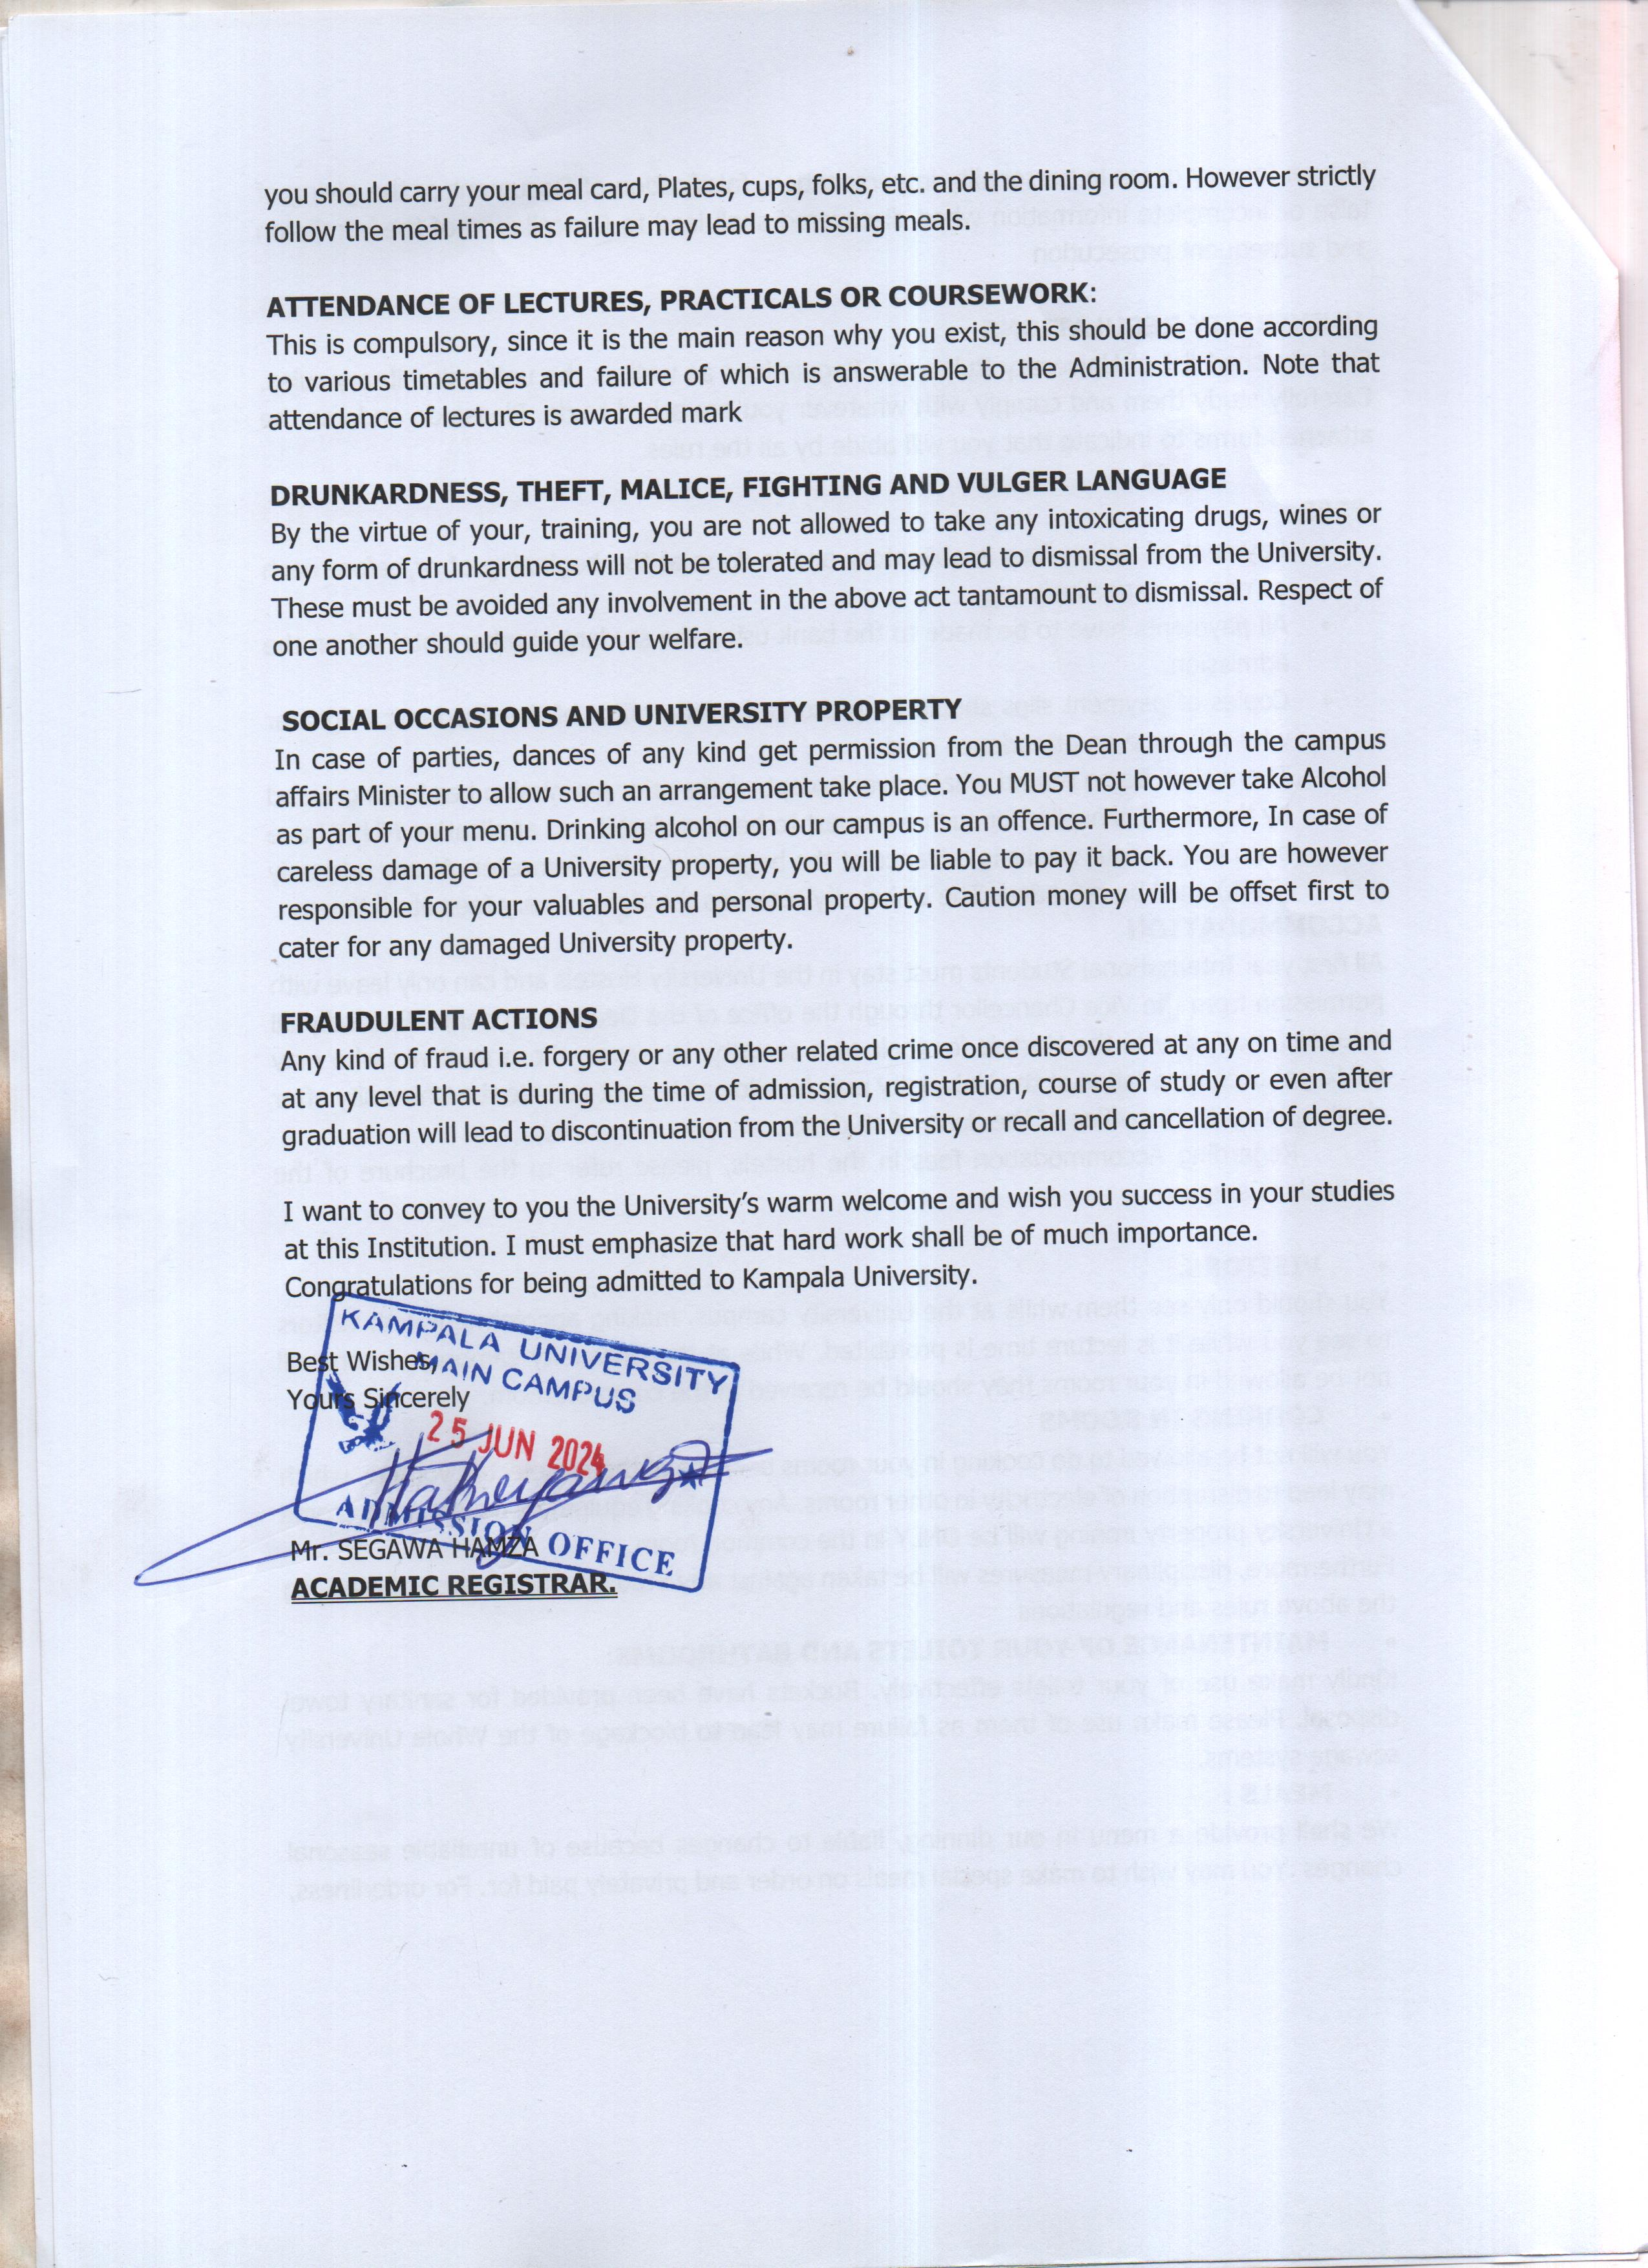 you should carry your meal card, Plates, cups, folks, etc. and the dining room. However strictly
follow the meal times as failure may lead to missing meals.
ATTENDANCE OF LECTURES, PRACTICALS OR COURSEWORK:
This is compulsory, since it is the main reason why you exist, this should be done according
to various timetables and failure of which is answerable to the Administration. Note that
attendance of lectures is awarded mark
DRUNKARDNESS, THEFT, MALICE, FIGHTING AND VULGER LANGUAGE
By the virtue of your, training, you are not allowed to take any intoxicating drugs, wines or
any form of drunkardness will not be tolerated and may lead to dismissal from the University.
These must be avoided any involvement in the above act tantamount to dismissal. Respect of
one another should guide your welfare.
SOCIAL OCCASIONS AND UNIVERSITY PROPERTY
In case of parties, dances of any kind get permission from the Dean through the campus
affairs Minister to allow such an arrangement take place. You MUST not however take Alcohol
as part of your menu. Drinking alcohol on our campus is an offence. Furthermore, In case of
careless damage of a University property, you will be liable to pay it back. You are however
responsible for your valuables and personal property. Caution money will be offset first to
cater for any damaged University property.
FRAUDULENT ACTIONS
Any kind of fraud i.e. forgery or any other related crime once discovered at any on time and
at any level that is during the time of admission, registration, course of study or even after
graduation will lead to discontinuation from the University or recall and cancellation of degree.
I want to convey to you the University's warm welcome and wish you success in your studies
at this Institution. I must emphasize that hard work shall be of much importance.
Congratulations for being admitted to Kampala University.
KAMPALA UNIVERSITY
MAIN CAMPUS
Best Wishes,
Yours Sincerely
25 JUN 2024
ADMISSION OFFICE
Mr. SEGAWA HAMZA
ACADEMIC REGISTRAR.